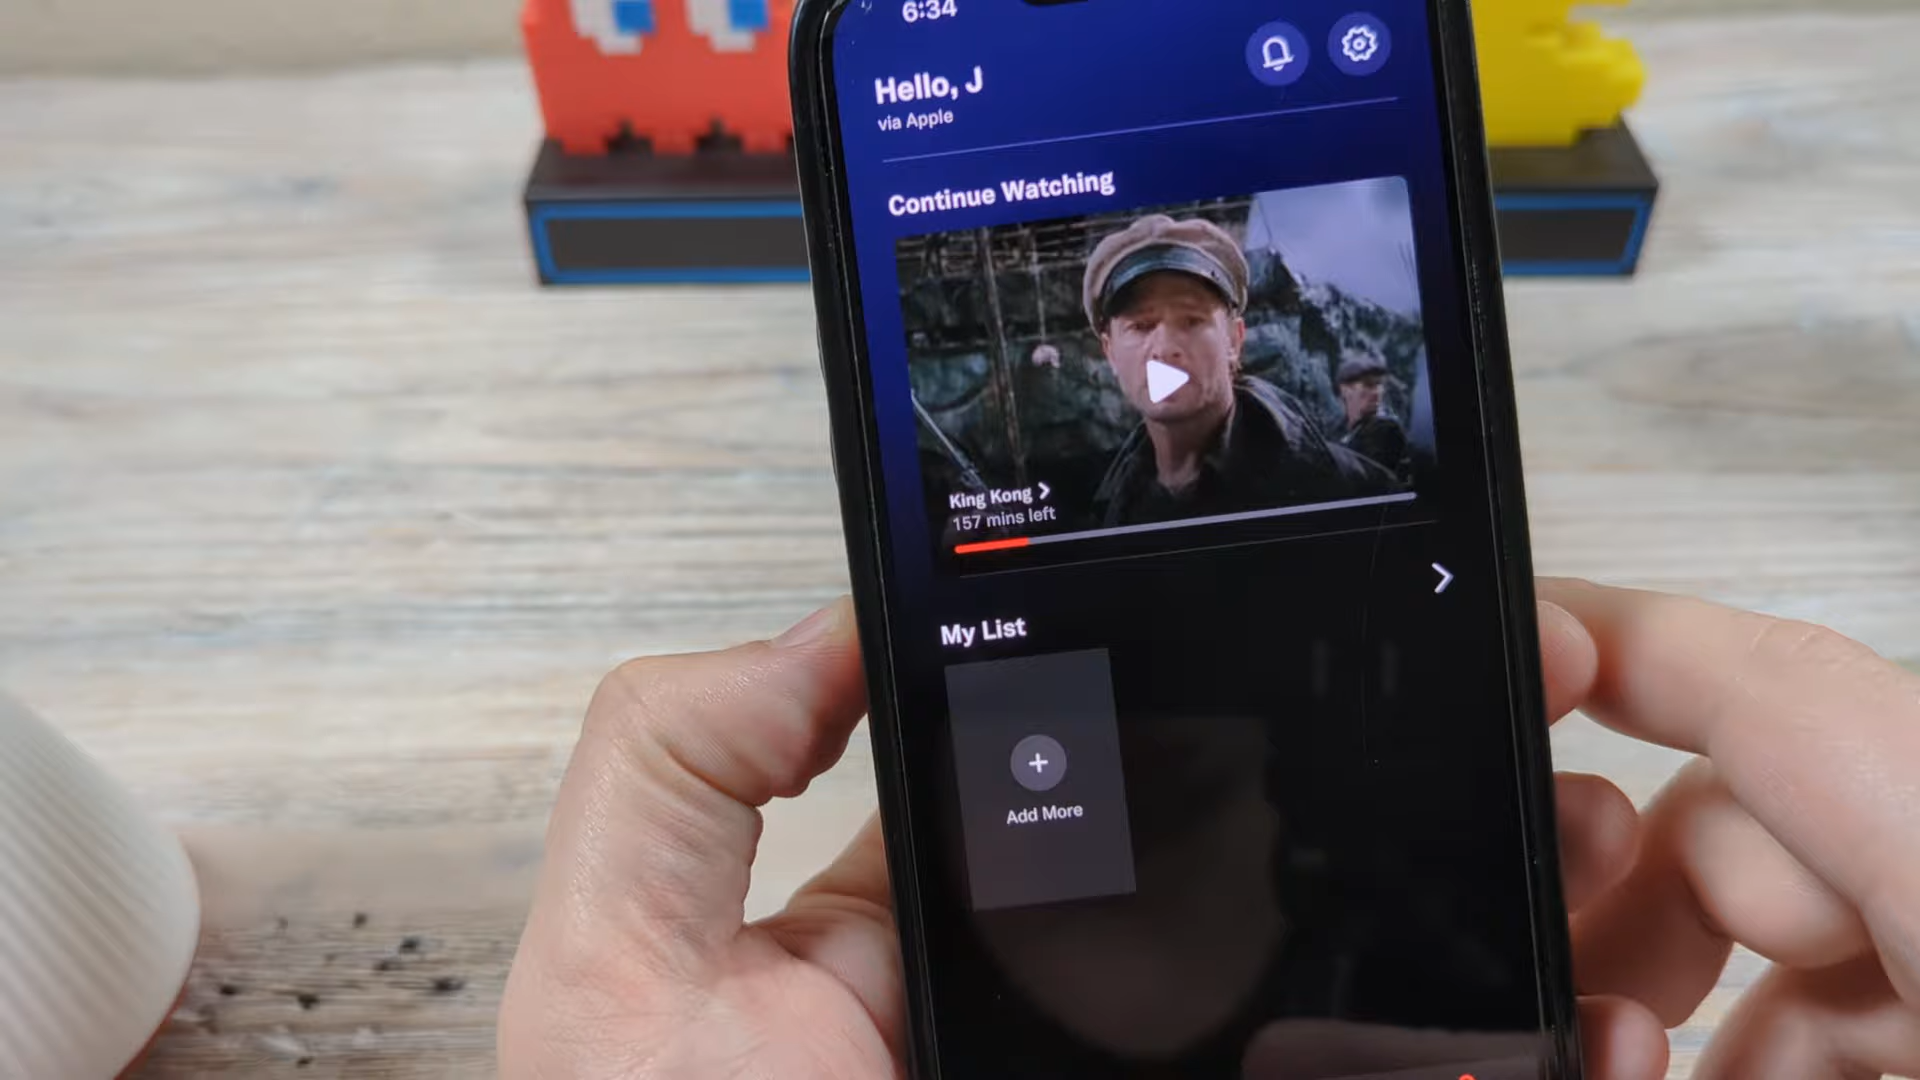 6:34
Hello, J
via Apple
Continue Watching
King Kong
157 mins left
My List
Add More